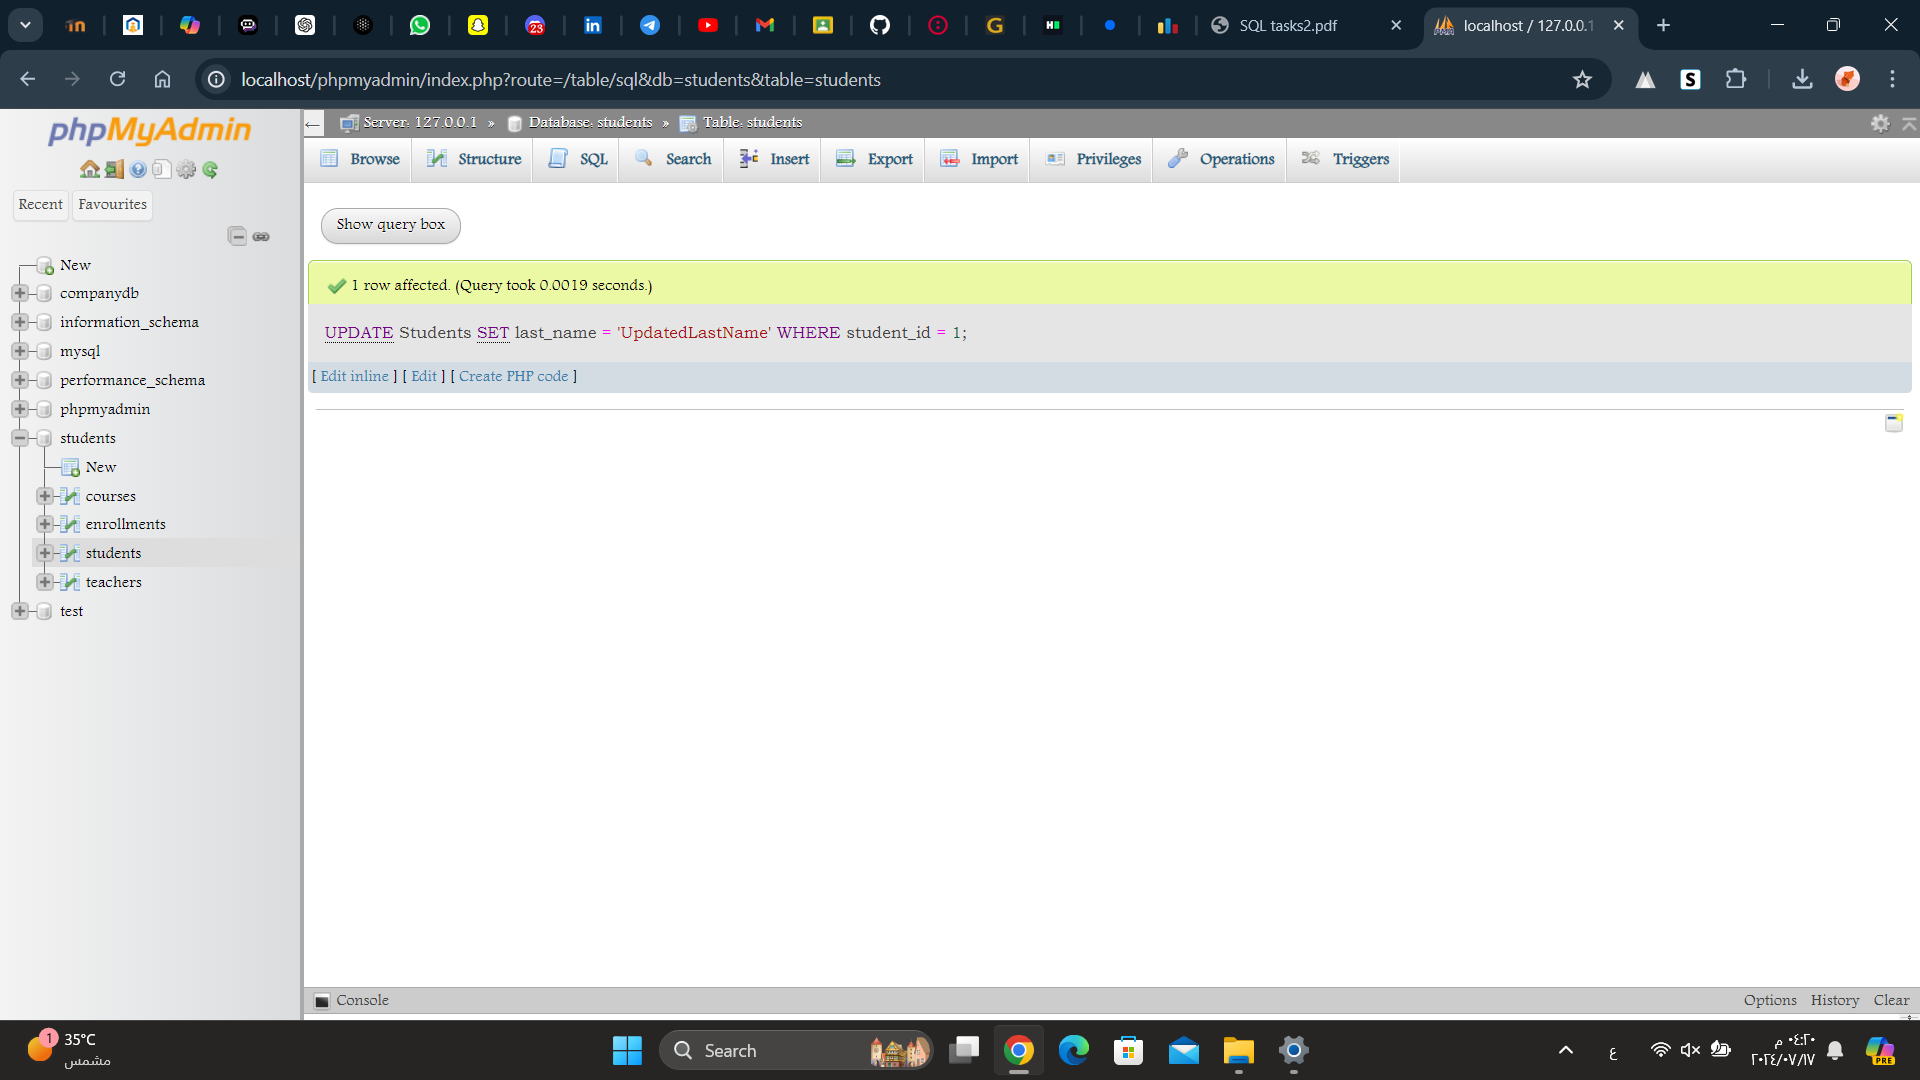 SQL tasks2.pdf
localhost / 127.0.0.1
localhost/phpmyadmin/index.php?route=/table/sql&db=students&table=students
phpMyAdmin
Recent
Favourites
New
companydb
information_schema
mysql
performance_schema
phpmyadmin
students
New
courses
enrollments
students
teachers
test
Server: 127.0.0.1 » Database: students » Table: students
Browse
Structure
SQL
Search
Insert
Export
Import
Privileges
Operations
Triggers
Show query box
1 row affected. (Query took 0.0019 seconds.)
UPDATE Students SET last_name = 'UpdatedLastName' WHERE student_id = 1;
[ Edit inline ] [ Edit ] [ Create PHP code ]
Console
Options
History
Clear
1
35°C
مشمس
Search
ع
٠٤:٢٠ م
٢٠٢٤/٠٧/١٧
PRE
23